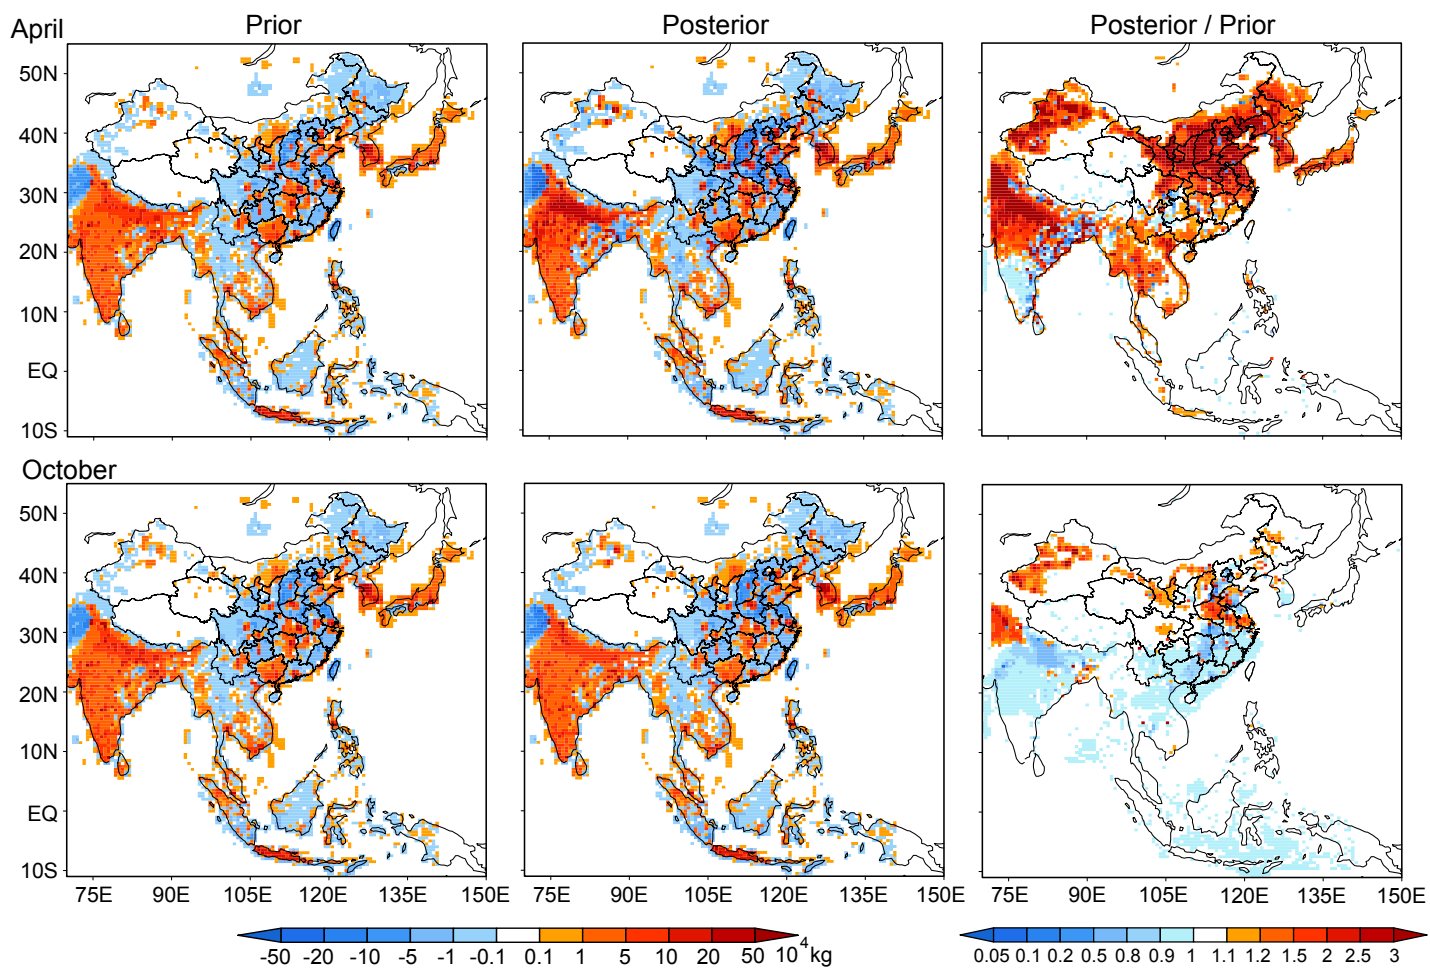 April Prior Posterior Posterior / Prior
50N
40N
30N
20N
10N
EQ
10S
October
50N
40N
30N
20N
10N
EQ
10S
75E 90E 105E 120E 135E 150E 75E 90E 105E 120E 135E 150E 75E 90E 105E 120E 135E 150E
-50 -20 -10 -5 -1 -0.1 0.1 1 5 10 20 50 10⁴kg 0.05 0.1 0.2 0.5 0.8 0.9 1 1.1 1.2 1.5 2 2.5 3